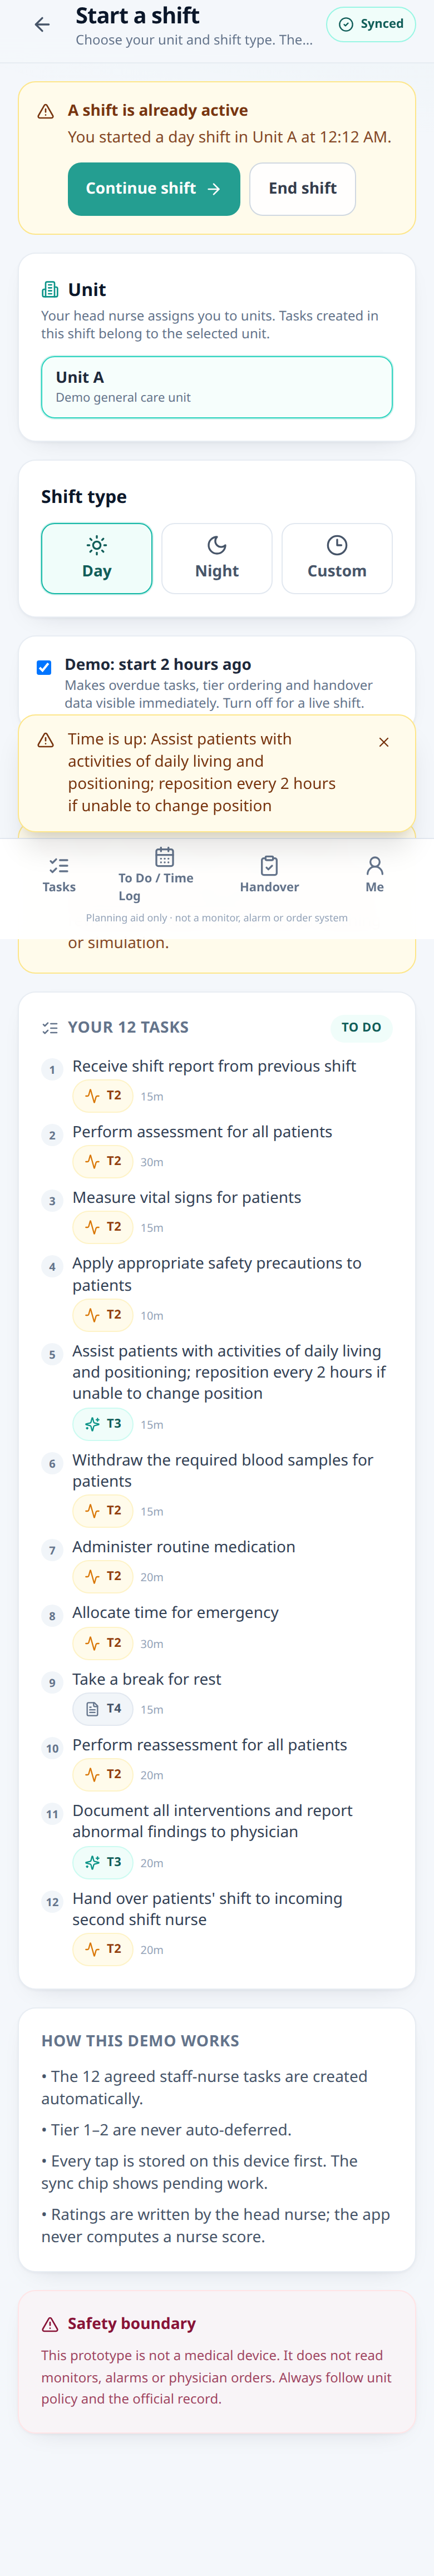 Start a shift
Choose your unit and shift type. The...
Synced
A shift is already active
You started a day shift in Unit A at 12:12 AM.
Continue shift
End shift
Unit
Your head nurse assigns you to units. Tasks created in
this shift belong to the selected unit.
Unit A
Demo general care unit
Shift type
Day
Night
Custom
Demo: start 2 hours ago
Makes overdue tasks, tier ordering and handover
data visible immediately. Turn off for a live shift.
Time is up: Assist patients with
activities of daily living and
positioning; reposition every 2 hours
if unable to change position
Tasks
To Do / Time
Log
Handover
Me
Planning aid only · not a monitor, alarm or order system
or simulation.
YOUR 12 TASKS
TO DO
1 Receive shift report from previous shift
T2 15m
2 Perform assessment for all patients
T2 30m
3 Measure vital signs for patients
T2 15m
4 Apply appropriate safety precautions to
patients
T2 10m
5 Assist patients with activities of daily living
and positioning; reposition every 2 hours if
unable to change position
T3 15m
6 Withdraw the required blood samples for
patients
T2 15m
7 Administer routine medication
T2 20m
8 Allocate time for emergency
T2 30m
9 Take a break for rest
T4 15m
10 Perform reassessment for all patients
T2 20m
11 Document all interventions and report
abnormal findings to physician
T3 20m
12 Hand over patients' shift to incoming
second shift nurse
T2 20m
HOW THIS DEMO WORKS
• The 12 agreed staff-nurse tasks are created
automatically.
• Tier 1–2 are never auto-deferred.
• Every tap is stored on this device first. The
sync chip shows pending work.
• Ratings are written by the head nurse; the app
never computes a nurse score.
Safety boundary
This prototype is not a medical device. It does not read
monitors, alarms or physician orders. Always follow unit
policy and the official record.